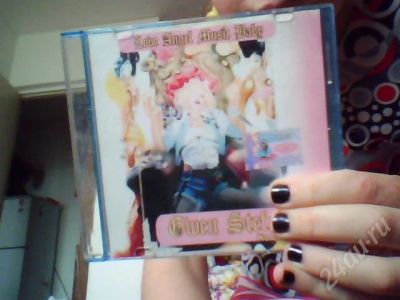 Love Angel Music Baby
Gwen Stef
24au.ru